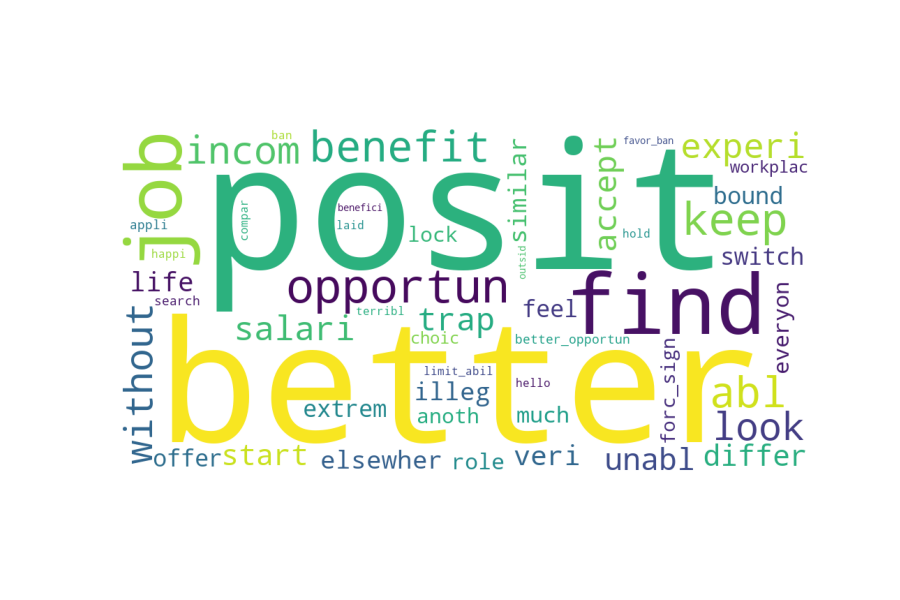 ban
favor_ban
job
incom
benefit
posit
similar
accept
experi
workplac
bound
keep
appli
compar
benefici
laid
lock
hold
switch
happi
outsid
life
search
opportun
find
feel
everyon
terribl
trap
salari
without
better
choic
better_opportun
forc_sign
limit_abil
hello
illeg
abl
extrem
anoth
much
look
offer
start
elsewher
role
veri
unabl
differ